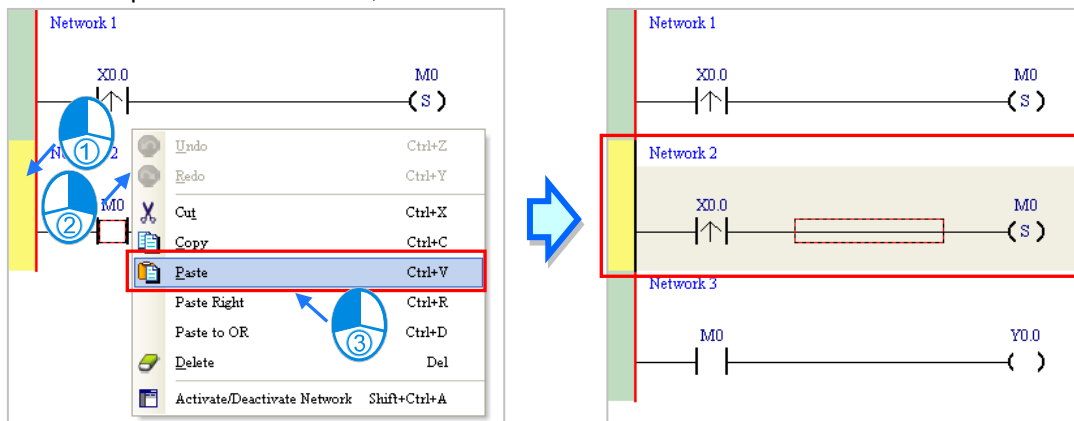 Network 1
X0.0 M0
( S )
①
2
Undo Ctrl+Z
Redo Ctrl+Y
②
M0
Cut Ctrl+X
Copy Ctrl+C
Paste Ctrl+V
Paste Right Ctrl+R
Paste to OR Ctrl+D
③
Delete Del
Activate/Deactivate Network Shift+Ctrl+A
Network 1
X0.0 M0
( S )
Network 2
X0.0 M0
( S )
Network 3
M0 Y0.0
( )